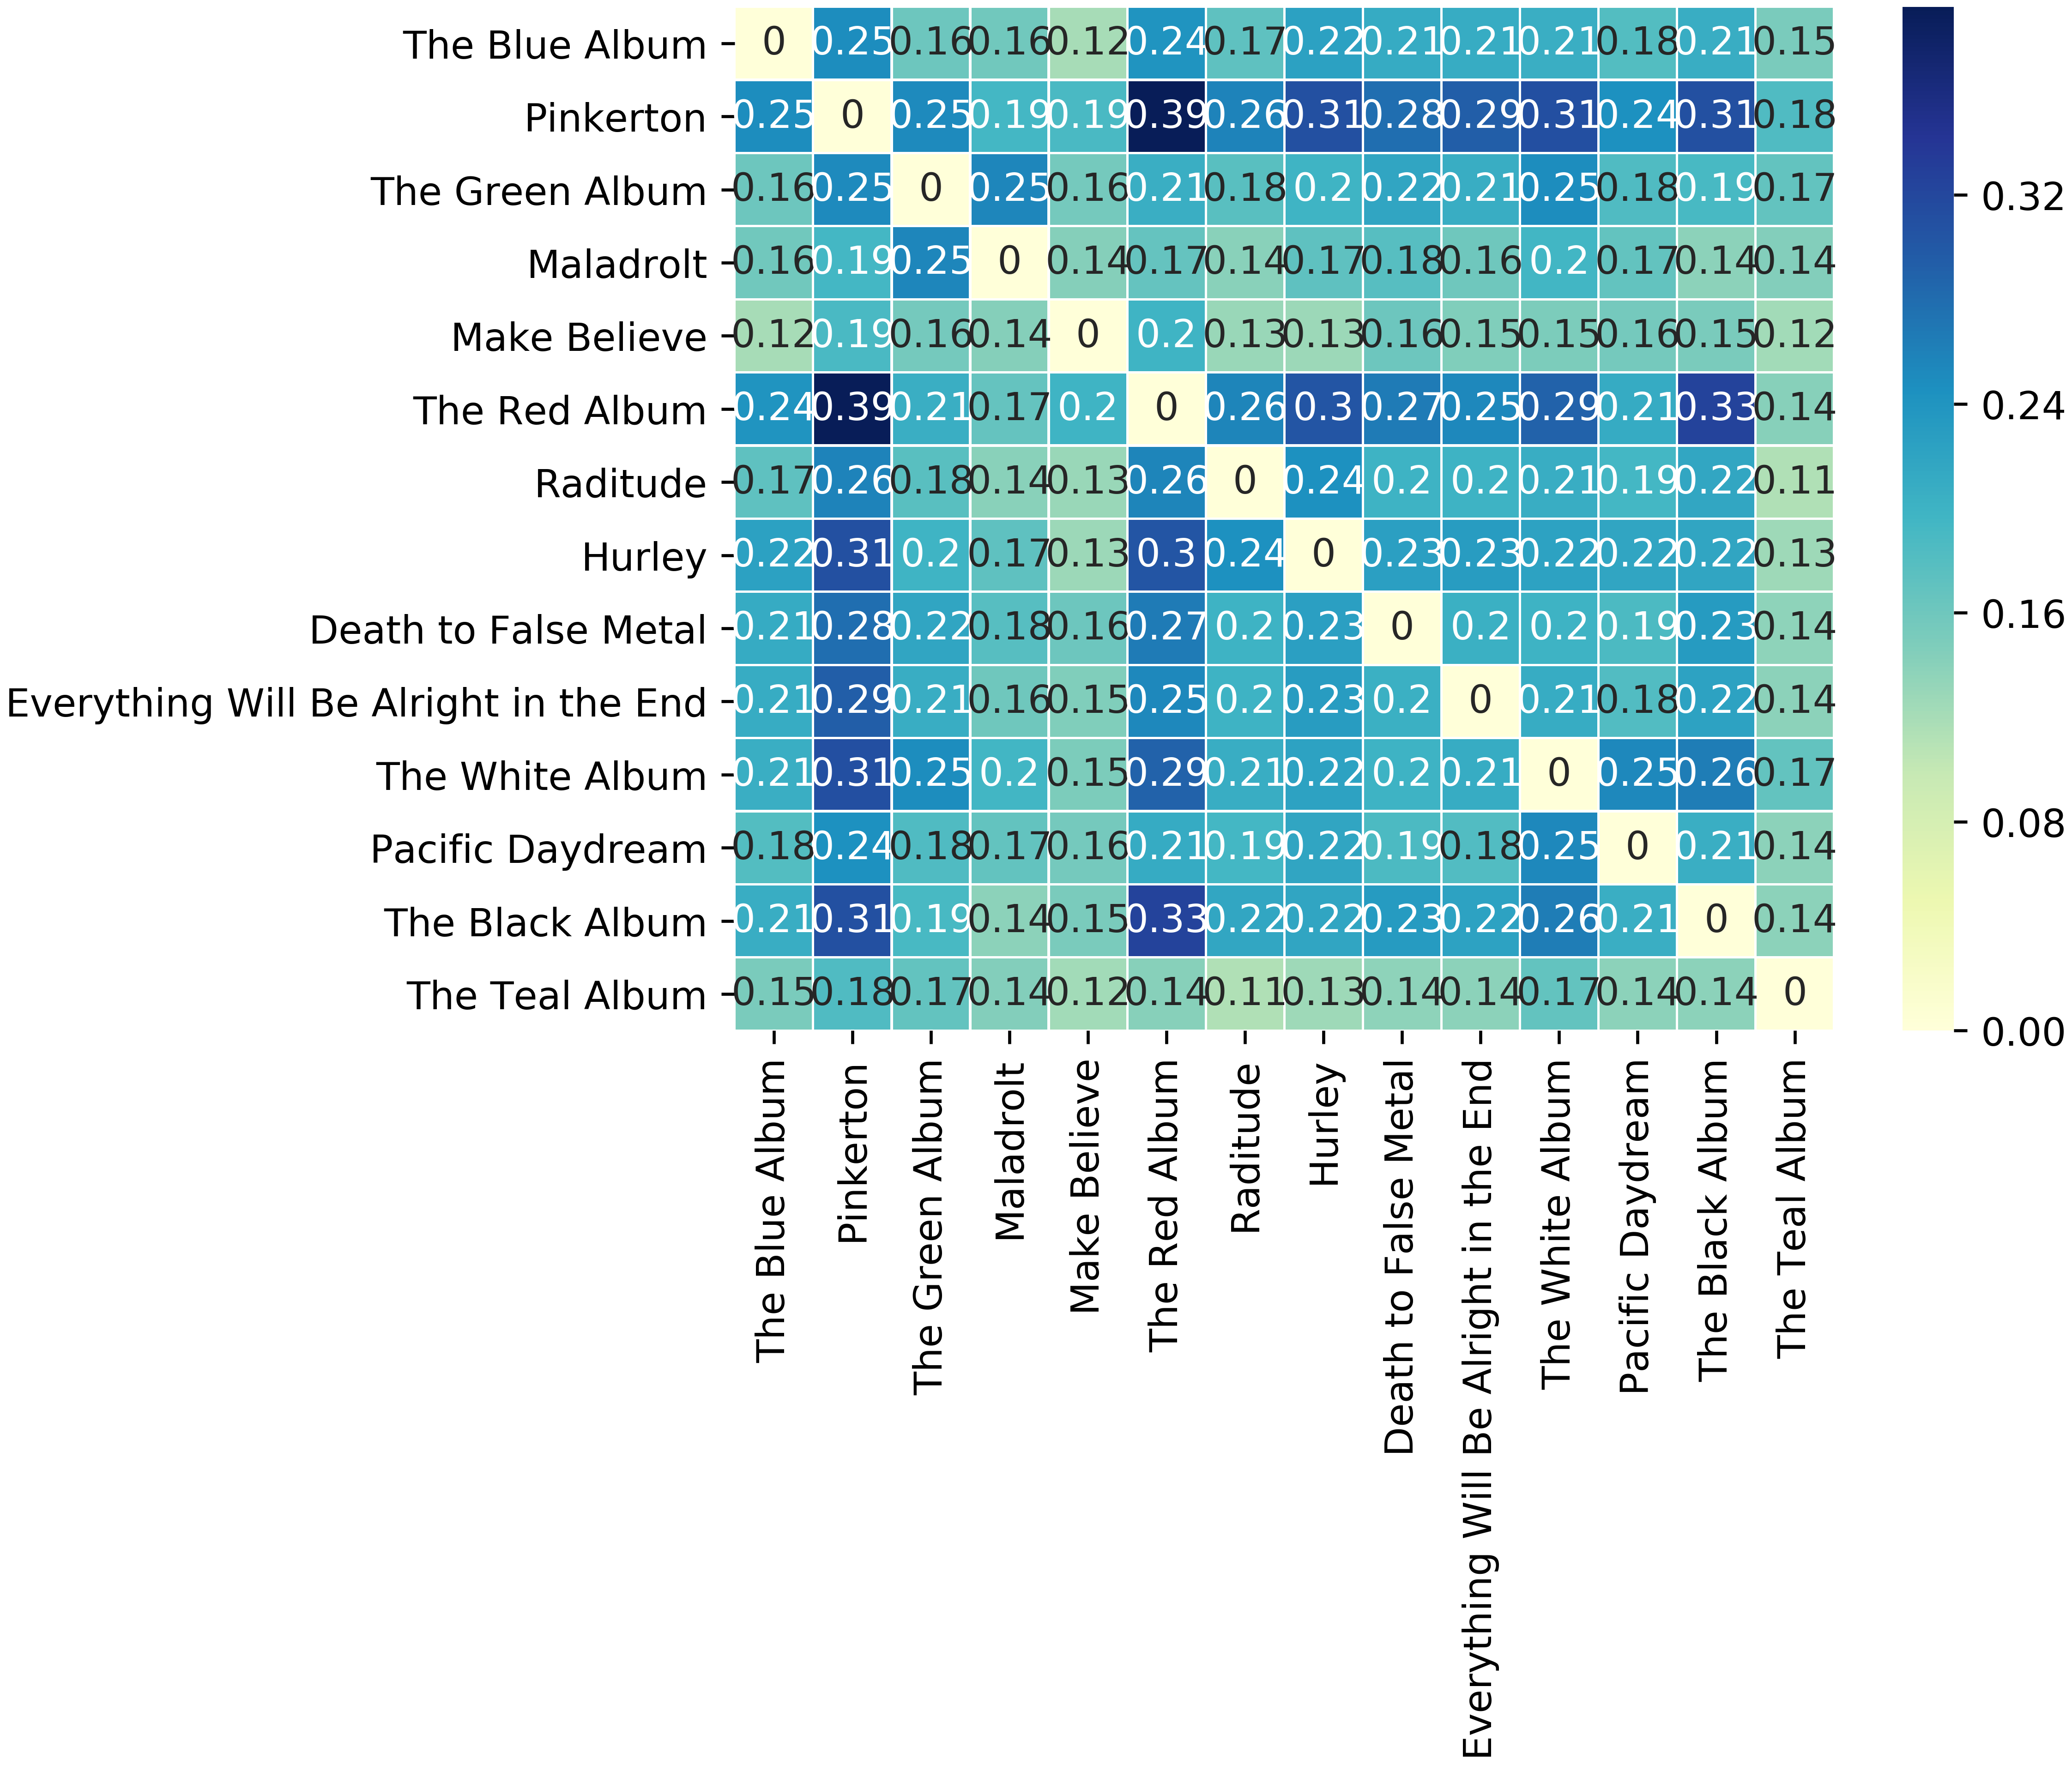 The Blue Album 0 0.25 0.16 0.16 0.12 0.24 0.17 0.22 0.21 0.21 0.21 0.18 0.21 0.15
Pinkerton 0.25 0 0.25 0.19 0.19 0.39 0.26 0.31 0.28 0.29 0.31 0.24 0.31 0.18
The Green Album 0.16 0.25 0 0.25 0.16 0.21 0.18 0.2 0.22 0.21 0.25 0.18 0.19 0.17
Maladrolt 0.16 0.19 0.25 0 0.14 0.17 0.14 0.17 0.18 0.16 0.2 0.17 0.14 0.14
Make Believe 0.12 0.19 0.16 0.14 0 0.2 0.13 0.13 0.16 0.15 0.15 0.16 0.15 0.12
The Red Album 0.24 0.39 0.21 0.17 0.2 0 0.26 0.3 0.27 0.25 0.29 0.21 0.33 0.14
Raditude 0.17 0.26 0.18 0.14 0.13 0.26 0 0.24 0.2 0.2 0.21 0.19 0.22 0.11
Hurley 0.22 0.31 0.2 0.17 0.13 0.3 0.24 0 0.23 0.23 0.22 0.22 0.22 0.13
Death to False Metal 0.21 0.28 0.22 0.18 0.16 0.27 0.2 0.23 0 0.2 0.2 0.19 0.23 0.14
Everything Will Be Alright in the End 0.21 0.29 0.21 0.16 0.15 0.25 0.2 0.23 0.2 0 0.21 0.18 0.22 0.14
The White Album 0.21 0.31 0.25 0.2 0.15 0.29 0.21 0.22 0.2 0.21 0 0.25 0.26 0.17
Pacific Daydream 0.18 0.24 0.18 0.17 0.16 0.21 0.19 0.22 0.19 0.18 0.25 0 0.21 0.14
The Black Album 0.21 0.31 0.19 0.14 0.15 0.33 0.22 0.22 0.23 0.22 0.26 0.21 0 0.14
The Teal Album 0.15 0.18 0.17 0.14 0.12 0.14 0.11 0.13 0.14 0.14 0.17 0.14 0.14 0
The Blue Album
Pinkerton
The Green Album
Maladrolt
Make Believe
The Red Album
Raditude
Hurley
Death to False Metal
Everything Will Be Alright in the End
The White Album
Pacific Daydream
The Black Album
The Teal Album
0.32
0.24
0.16
0.08
0.00